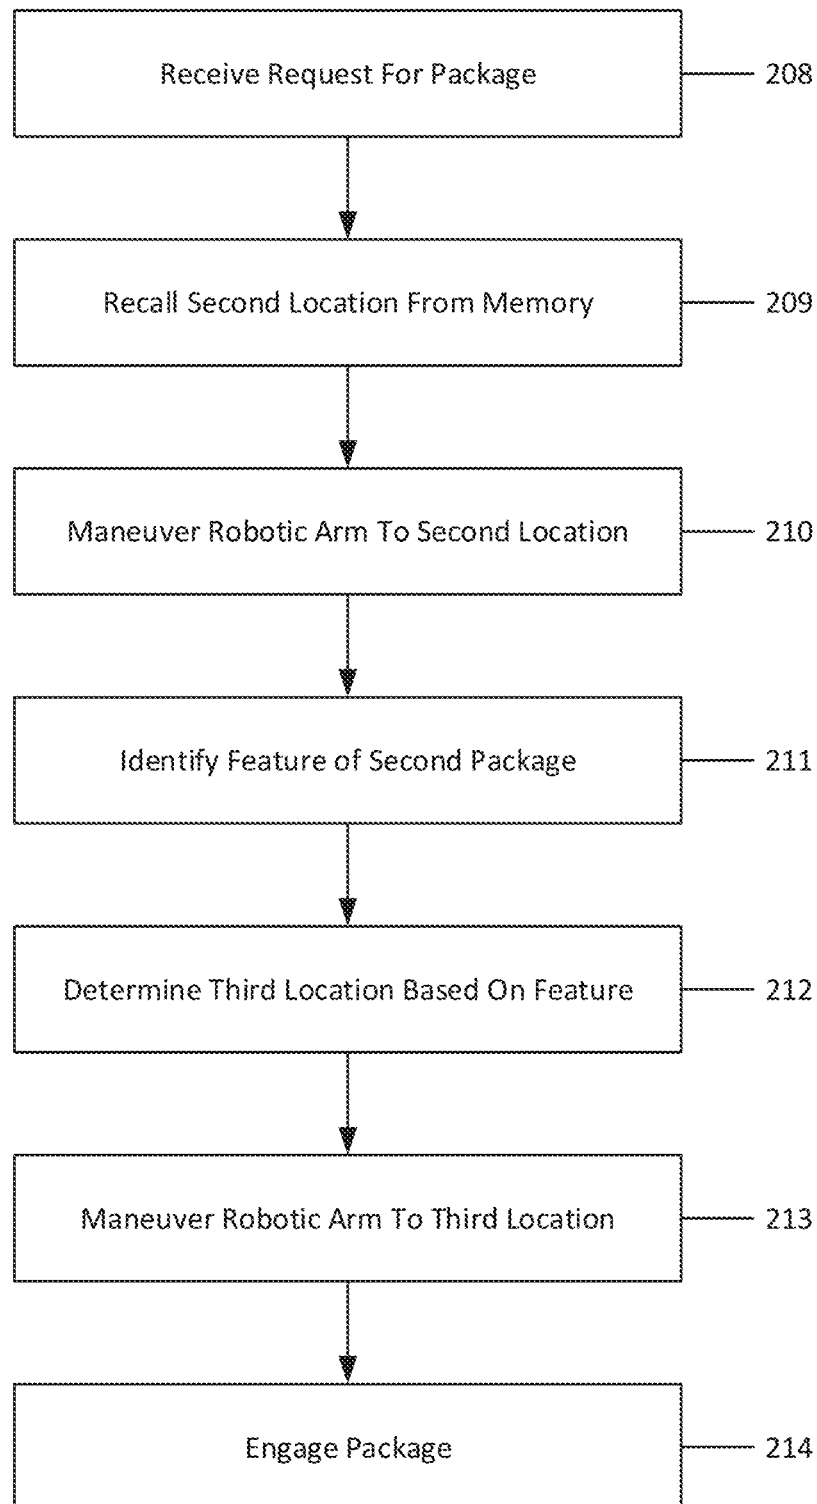 Receive Request For Package 208
Recall Second Location From Memory 209
Maneuver Robotic Arm To Second Location 210
Identify Feature of Second Package 211
Determine Third Location Based On Feature 212
Maneuver Robotic Arm To Third Location 213
Engage Package 214